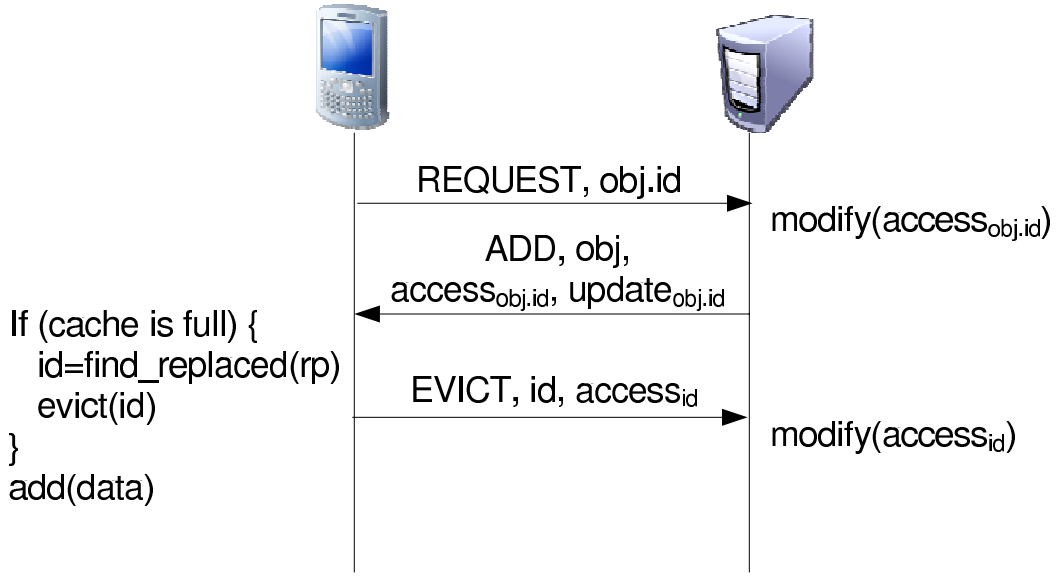 REQUEST, obj.id
modify(access_obj.id)
ADD, obj,
access_obj.id, update_obj.id
If (cache is full) {
id=find_replaced(rp)
evict(id)
}
add(data)
EVICT, id, access_id
modify(access_id)